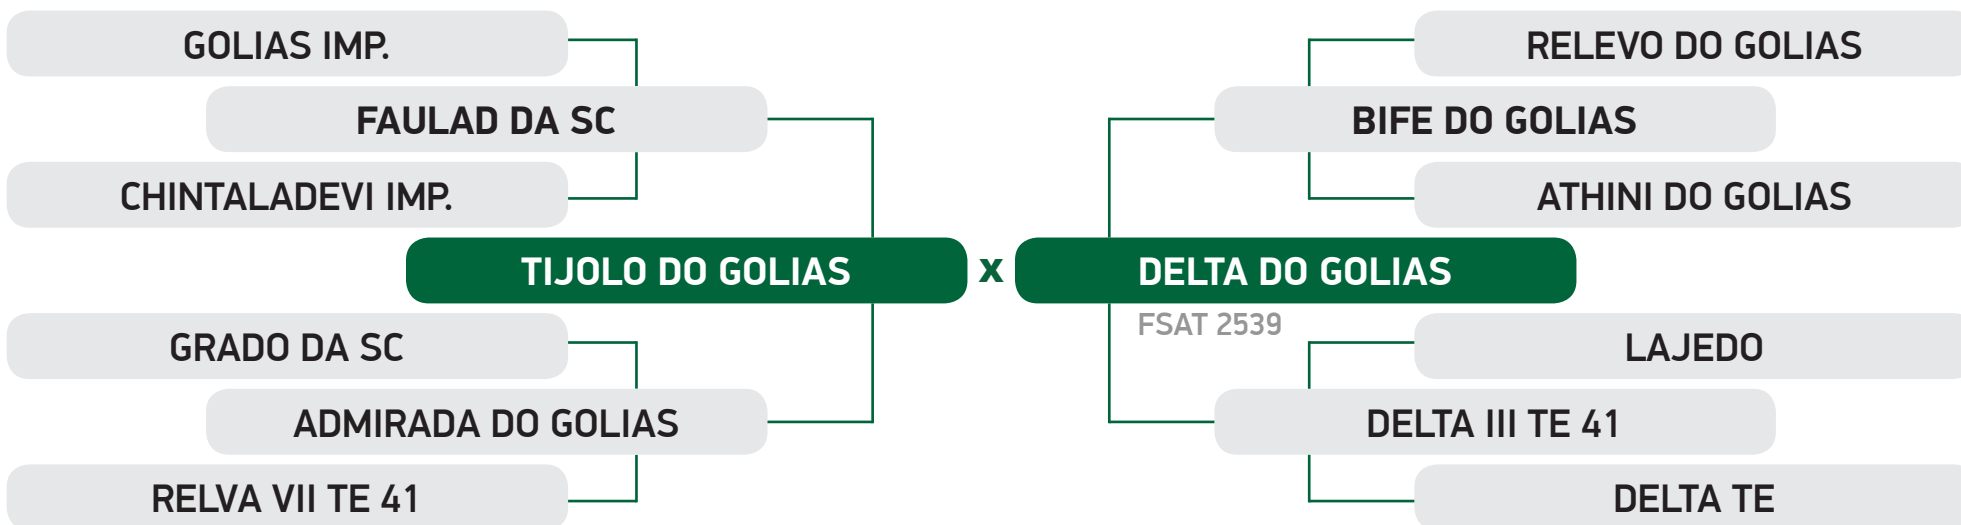 GOLIAS IMP.
RELEVO DO GOLIAS
FAULAD DA SC
BIFE DO GOLIAS
CHINTALADEVI IMP.
ATHINI DO GOLIAS
TIJOLO DO GOLIAS x DELTA DO GOLIAS
FSAT 2539
GRADO DA SC
LAJEDO
ADMIRADA DO GOLIAS
DELTA III TE 41
RELVA VII TE 41
DELTA TE